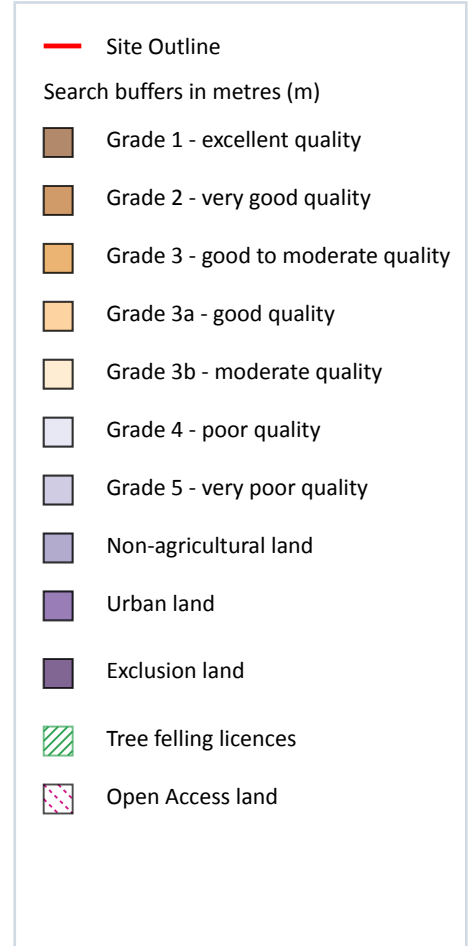 Site Outline
Search buffers in metres (m)
Grade 1 - excellent quality
Grade 2 - very good quality
Grade 3 - good to moderate quality
Grade 3a - good quality
Grade 3b - moderate quality
Grade 4 - poor quality
Grade 5 - very poor quality
Non-agricultural land
Urban land
Exclusion land
Tree felling licences
Open Access land